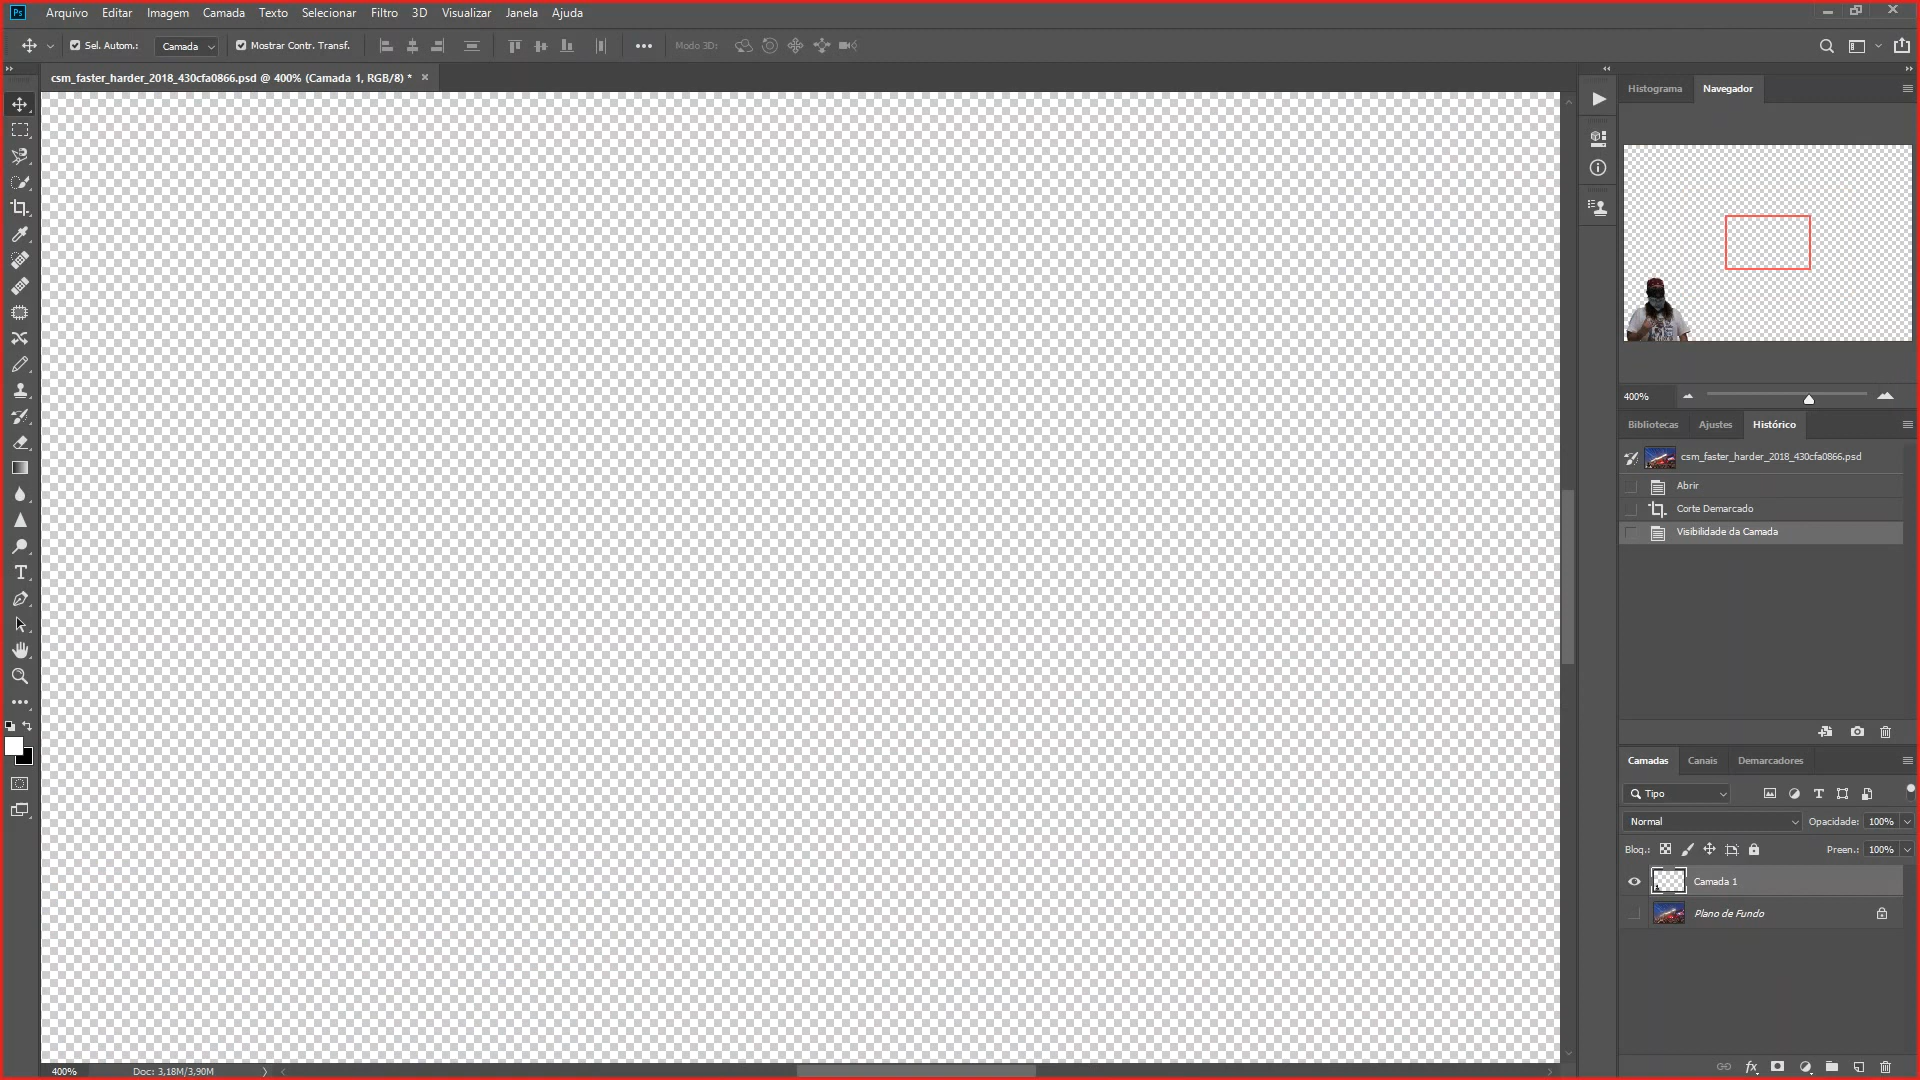 Ps Arquivo Editar Imagem Camada Texto Selecionar Filtro 3D Visualizar Janela Ajuda
Sel. Autom.: Camada Mostrar Contr. Transf. Modo 3D:
csm_faster_harder_2018_430cfa0866.psd @ 400% (Camada 1, RGB/8) *
Histograma Navegador
400%
Bibliotecas Ajustes Histórico
csm_faster_harder_2018_430cfa0866.psd
Abrir
Corte Demarcado
Visibilidade da Camada
Camadas Canais Demarcadores
Tipo
Normal Opacidade: 100%
Bloq.: Preen.: 100%
Camada 1
Plano de Fundo
400% Doc: 3,18M/3,90M